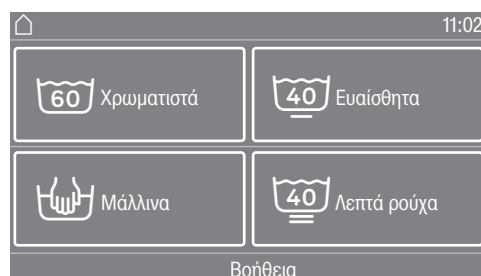 11:02
60 Χρωματιστά
40 Ευαίσθητα
Μάλλινα
40 Λεπτά ρούχα
Βοήθεια